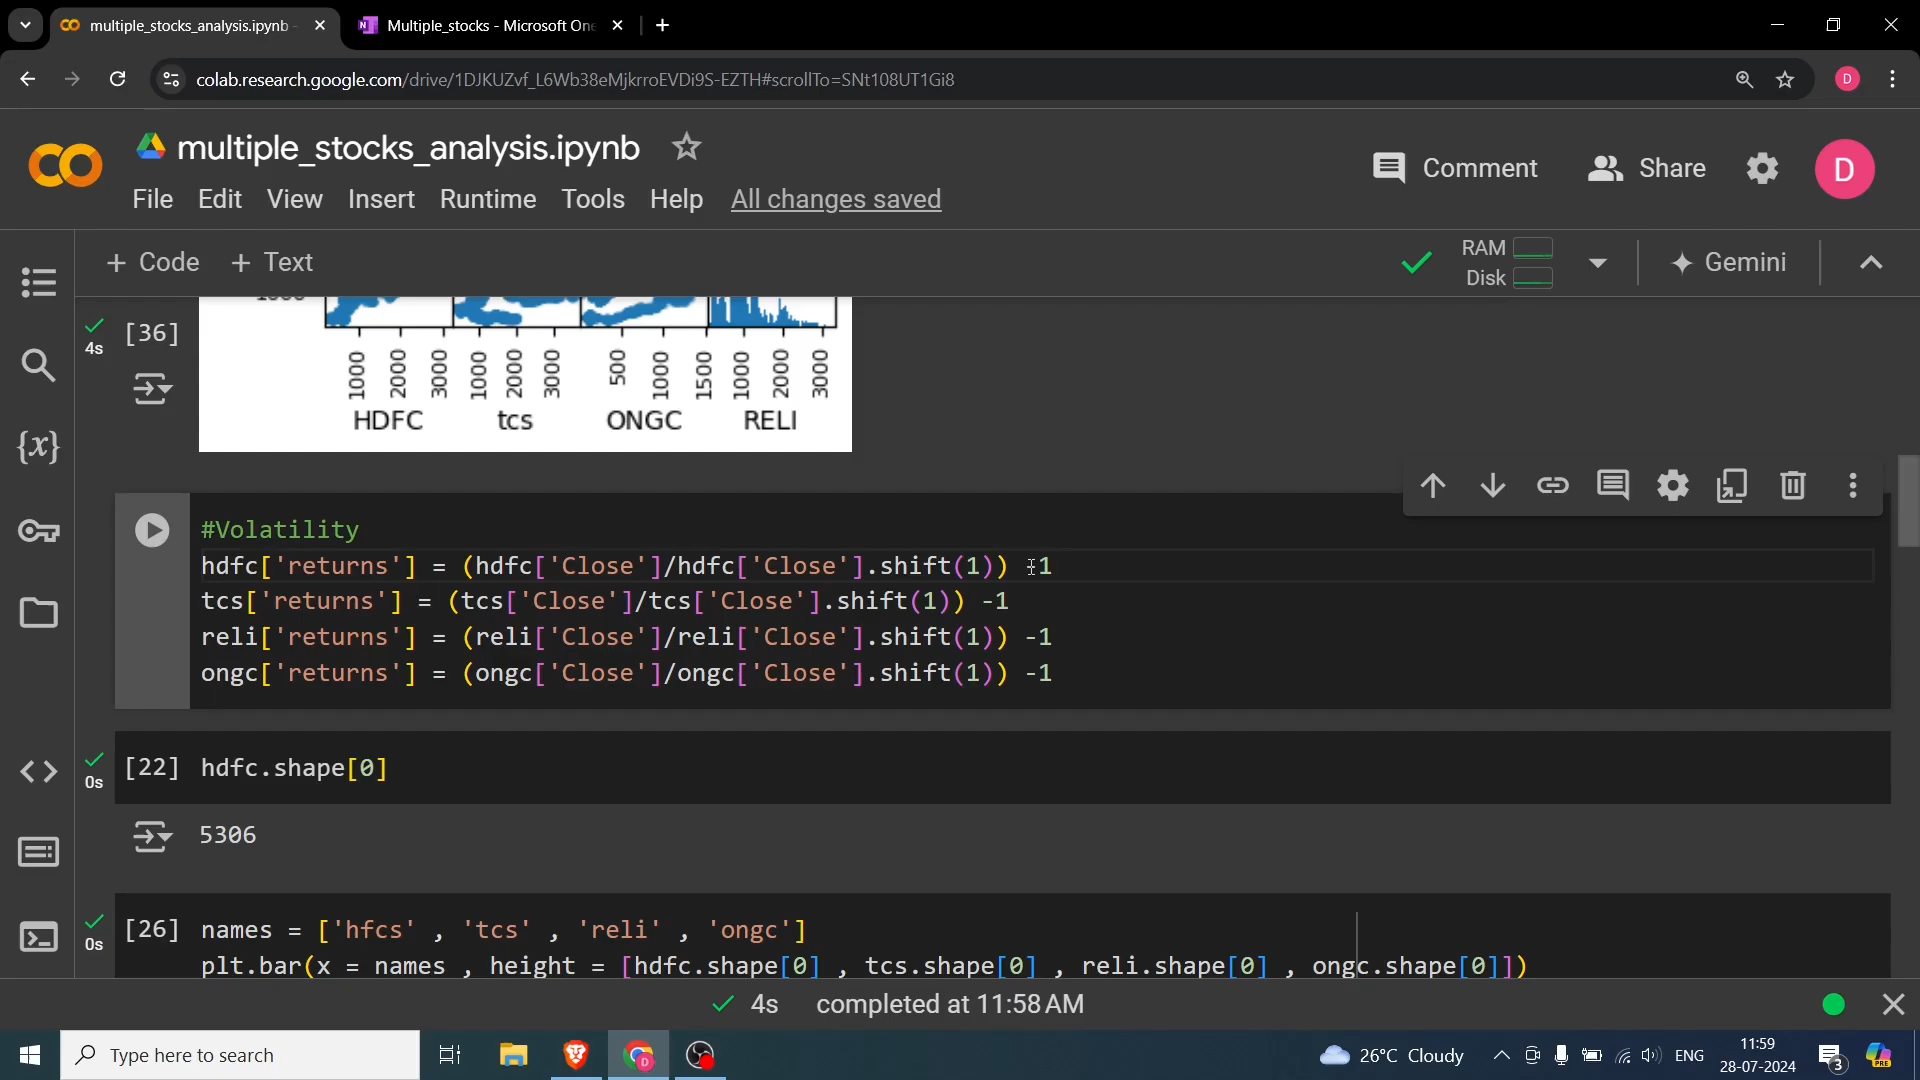 multiple_stocks_analysis.ipynb -
Multiple_stocks - Microsoft One
colab.research.google.com/drive/1DJKUZvf_L6Wb38eMjkrroEVDi9S-EZTH#scrollTo=SNt108UT1Gi8
D
multiple_stocks_analysis.ipynb
Comment
Share
D
File Edit View Insert Runtime Tools Help All changes saved
+ Code + Text
RAM
Disk
Gemini
4s
[36]
1000 2000 3000 1000 2000 3000 500 1000 1500 1000 2000 3000
HDFC tcs ONGC RELI
#Volatility
hdfc['returns'] = (hdfc['Close']/hdfc['Close'].shift(1)) -1
tcs['returns'] = (tcs['Close']/tcs['Close'].shift(1)) -1
reli['returns'] = (reli['Close']/reli['Close'].shift(1)) -1
ongc['returns'] = (ongc['Close']/ongc['Close'].shift(1)) -1
{x}
0s
[22] hdfc.shape[0]
5306
0s
[26] names = ['hfcs' , 'tcs' , 'reli' , 'ongc']
plt.bar(x = names , height = [hdfc.shape[0] , tcs.shape[0] , reli.shape[0] , ongc.shape[0]])
4s completed at 11:58 AM
Type here to search
D
26°C Cloudy
ENG
11:59
28-07-2024
3
PRE